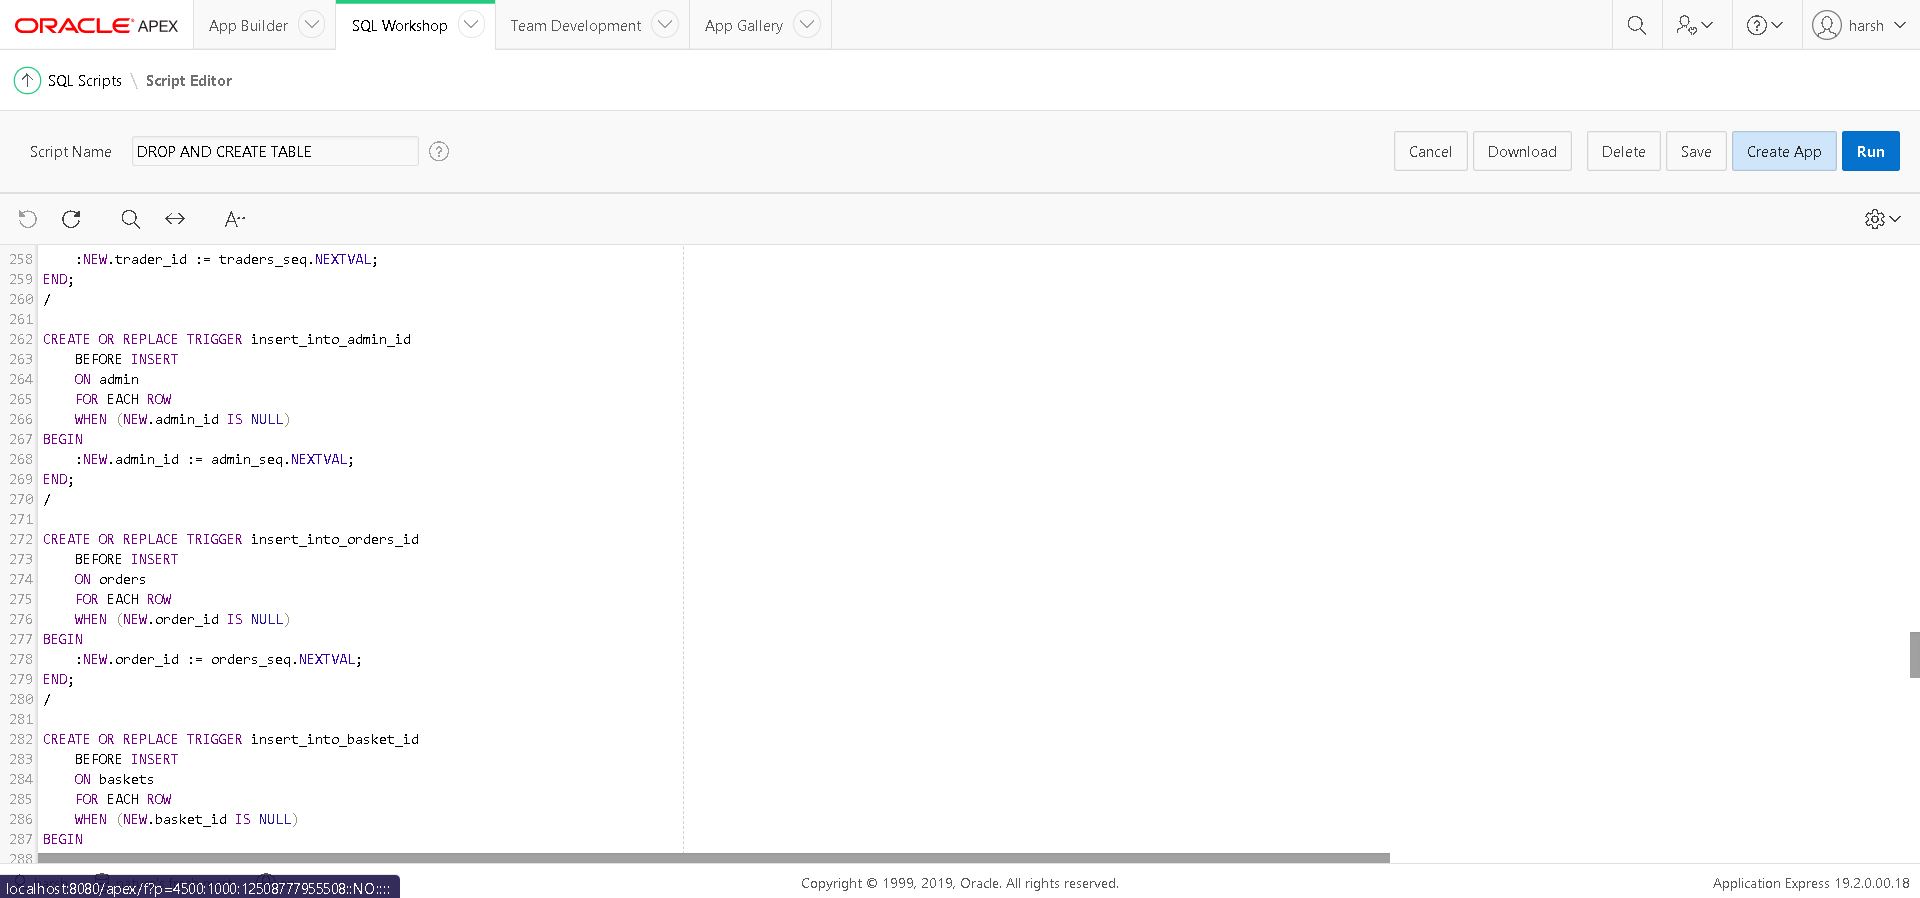 ORACLE APEX App Builder SQL Workshop Team Development App Gallery harsh
SQL Scripts \ Script Editor
Script Name DROP AND CREATE TABLE ? Cancel Download Delete Save Create App Run
258     :NEW.trader_id := traders_seq.NEXTVAL;
259 END;
260 /
261
262 CREATE OR REPLACE TRIGGER insert_into_admin_id
263     BEFORE INSERT
264     ON admin
265     FOR EACH ROW
266     WHEN (NEW.admin_id IS NULL)
267 BEGIN
268     :NEW.admin_id := admin_seq.NEXTVAL;
269 END;
270 /
271
272 CREATE OR REPLACE TRIGGER insert_into_orders_id
273     BEFORE INSERT
274     ON orders
275     FOR EACH ROW
276     WHEN (NEW.order_id IS NULL)
277 BEGIN
278     :NEW.order_id := orders_seq.NEXTVAL;
279 END;
280 /
281
282 CREATE OR REPLACE TRIGGER insert_into_basket_id
283     BEFORE INSERT
284     ON baskets
285     FOR EACH ROW
286     WHEN (NEW.basket_id IS NULL)
287 BEGIN
288
localhost:8080/apex/f?p=4500:1000:12508777955508::NO:::: Copyright © 1999, 2019, Oracle. All rights reserved. Application Express 19.2.0.00.18